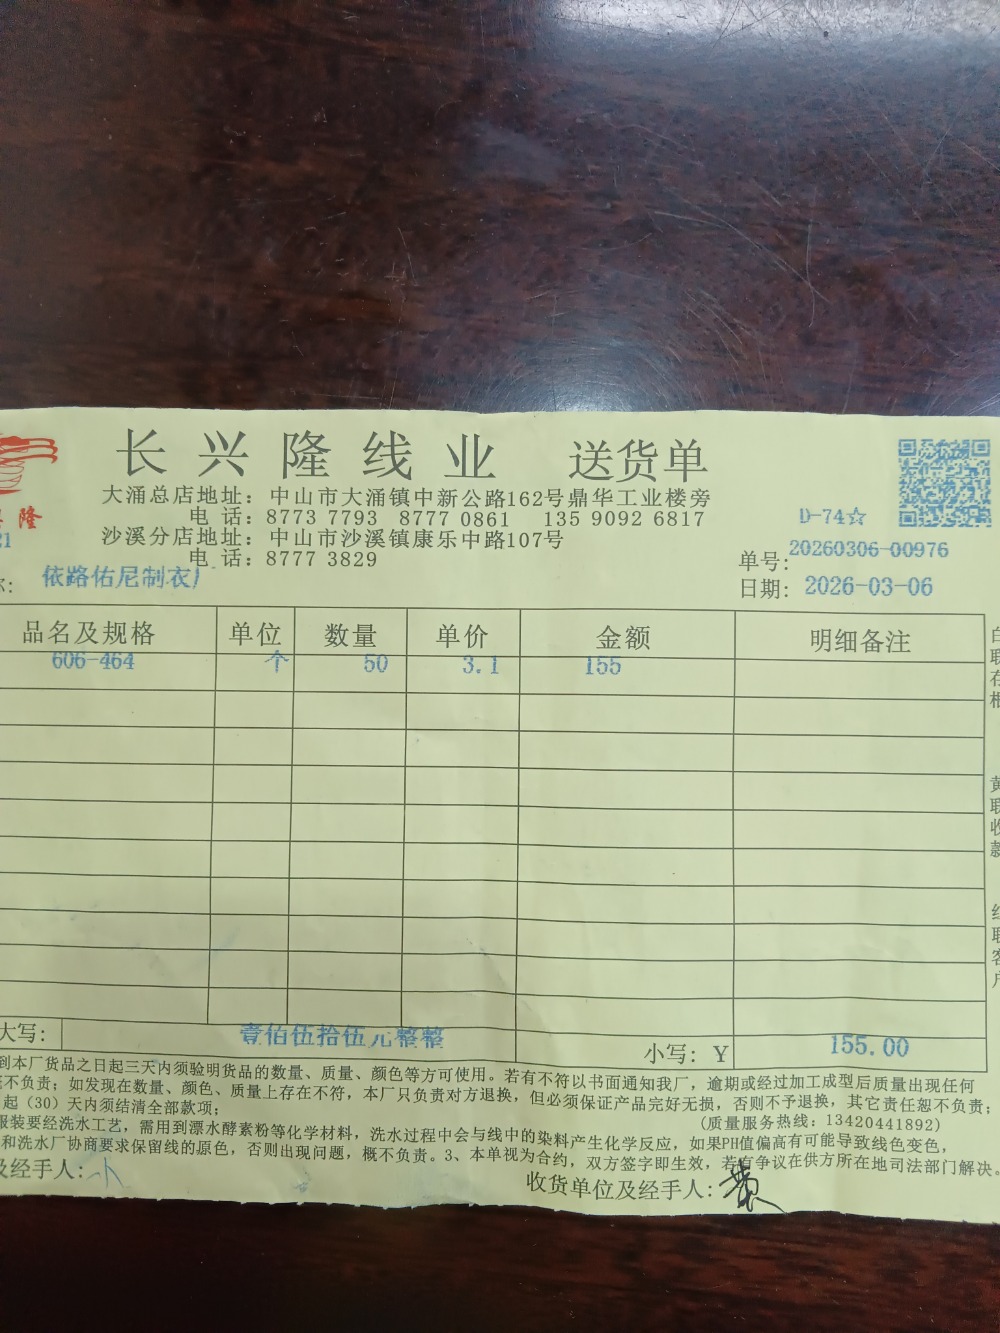 长兴隆线业 送货单
隆
大涌总店地址：中山市大涌镇中新公路162号鼎华工业楼旁
电 话：8773 7793 8777 0861 135 9092 6817
D-74☆
21
沙溪分店地址：中山市沙溪镇康乐中路107号
电 话：8777 3829
单号：20260306-00976
依路佑尼制衣厂
日期：2026-03-06
品名及规格 单位 数量 单价 金额 明细备注
606-464 个 50 3.1 155
大写： 壹佰伍拾伍元整整
小写：￥ 155.00
到本厂货品之日起三天内须验明货品的数量、质量、颜色等方可使用。若有不符以书面通知我厂，逾期或经过加工成型后质量出现任何
不负责；如发现在数量、颜色、质量上存在不符，本厂只负责对方退换，但必须保证产品完好无损，否则不予退换，其它责任恕不负责；
起（30）天内须结清全部款项； （质量服务热线：13420441892）
服装要经洗水工艺，需用到漂水酵素粉等化学材料，洗水过程中会与线中的染料产生化学反应，如果PH值偏高有可能导致线色变色，
和洗水厂协商要求保留线的原色，否则出现问题，概不负责。3、本单视为合约，双方签字即生效，若有争议在供方所在地司法部门解决。
及经手人：
收货单位及经手人：
白联存根
黄联收款
红联客户